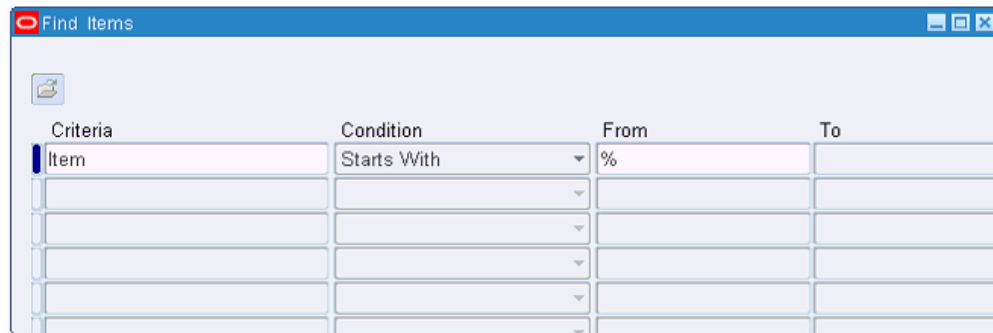 Find Items
Criteria Condition From To
Item Starts With %